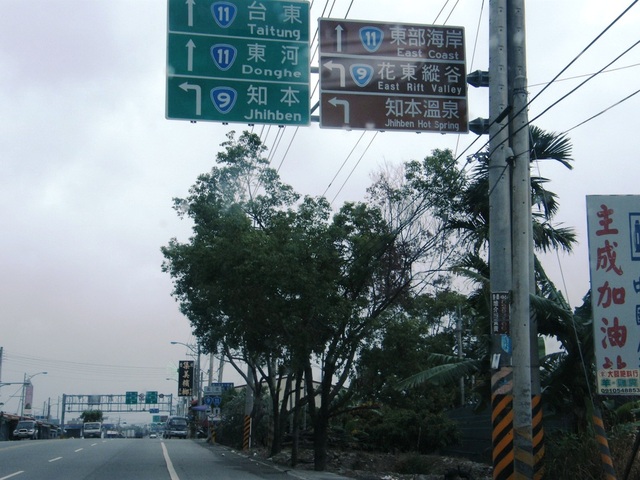 11 台東
Taitung
11 東河
Donghe
9 知本
Jhihben
11 東部海岸
East Coast
9 花東縱谷
East Rift Valley
知本溫泉
Jhihben Hot Spring
主成加油站